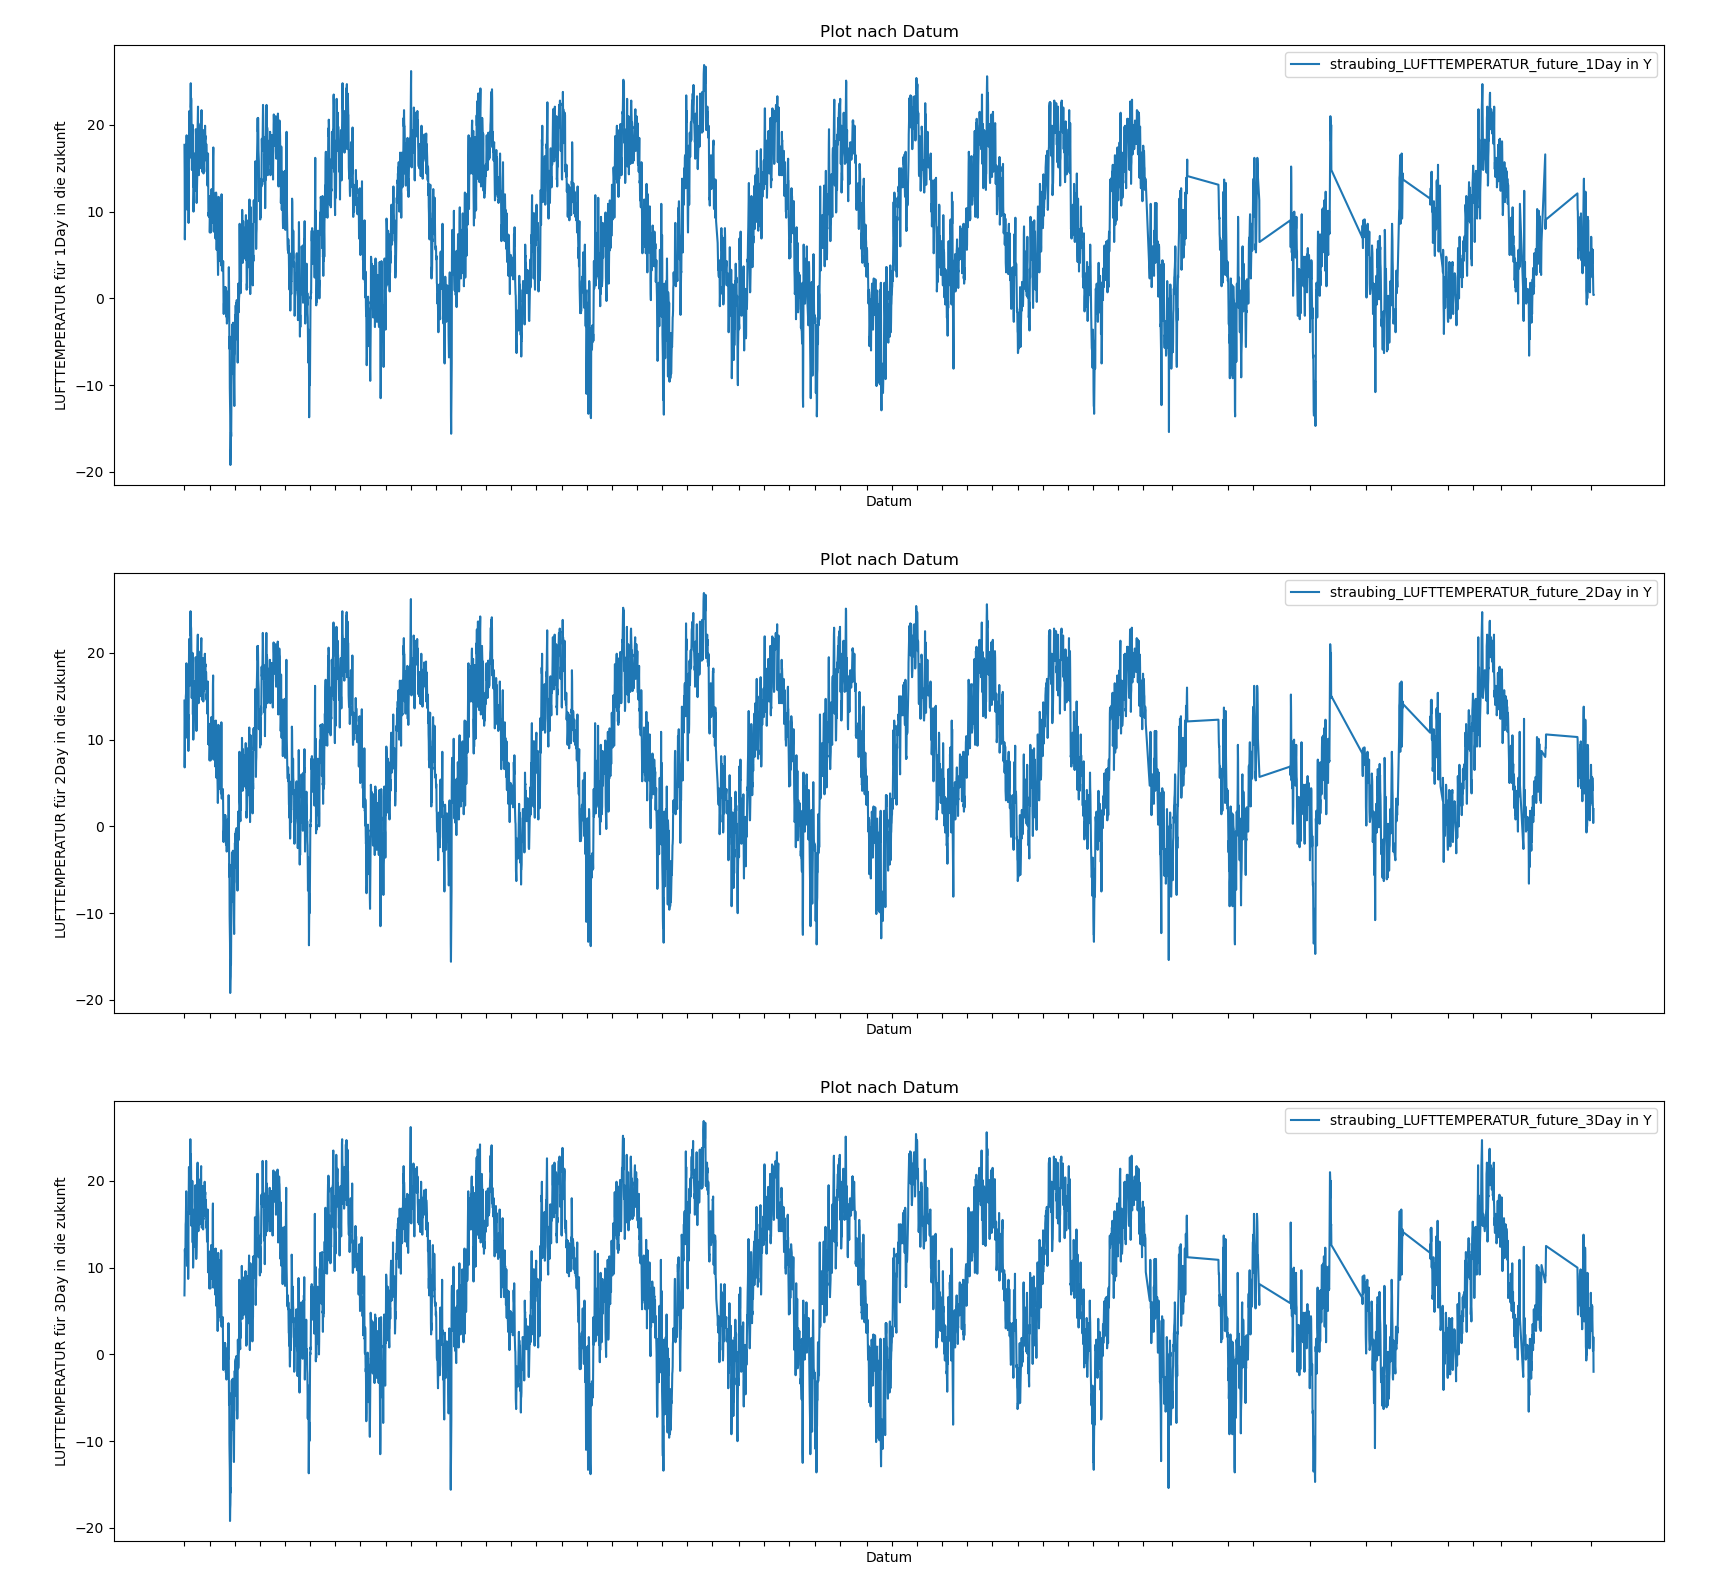 Plot nach Datum
straubing_LUFTTEMPERATUR_future_1Day in Y
LUFTTEMPERATUR für 1Day in die zukunft
20
10
0
−10
−20
Datum
Plot nach Datum
straubing_LUFTTEMPERATUR_future_2Day in Y
LUFTTEMPERATUR für 2Day in die zukunft
20
10
0
−10
−20
Datum
Plot nach Datum
straubing_LUFTTEMPERATUR_future_3Day in Y
LUFTTEMPERATUR für 3Day in die zukunft
20
10
0
−10
−20
Datum